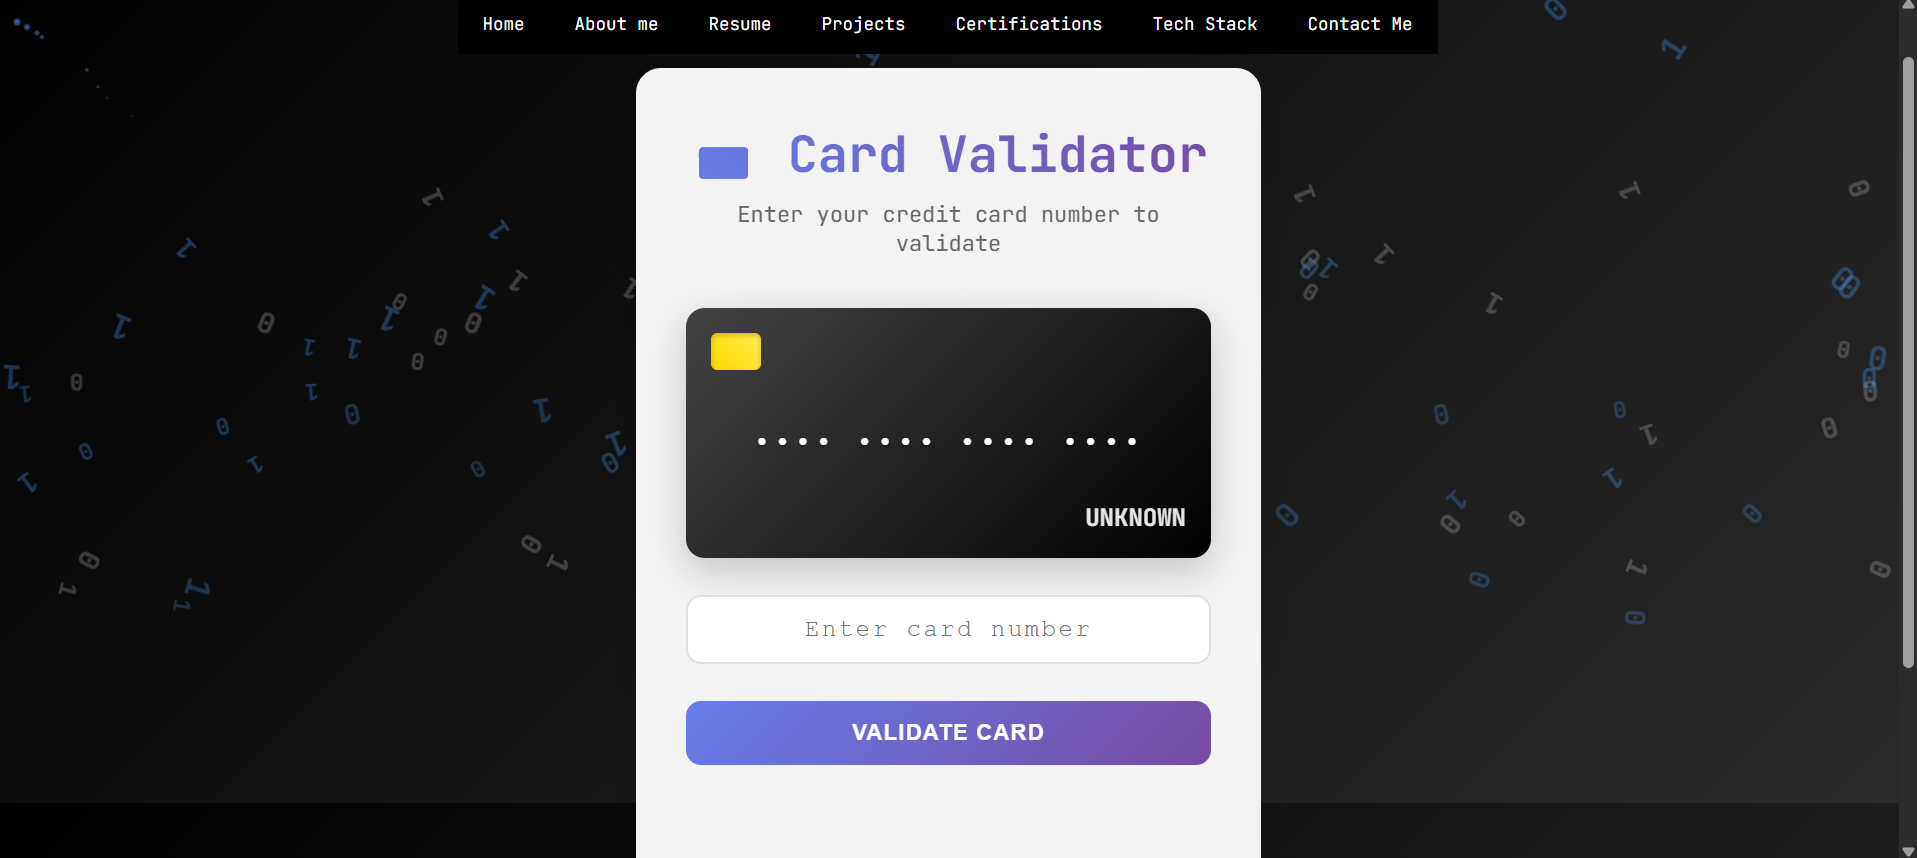 Home About me Resume Projects Certifications Tech Stack Contact Me
Card Validator
Enter your credit card number to
validate
•••• •••• •••• ••••
UNKNOWN
Enter card number
VALIDATE CARD